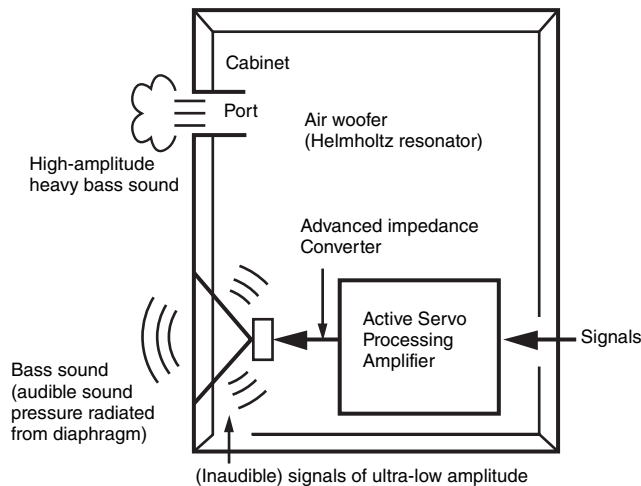 Cabinet
Port
Air woofer
(Helmholtz resonator)
High-amplitude
heavy bass sound
Advanced impedance
Converter
Active Servo
Processing
Amplifier
Signals
Bass sound
(audible sound
pressure radiated
from diaphragm)
(Inaudible) signals of ultra-low amplitude